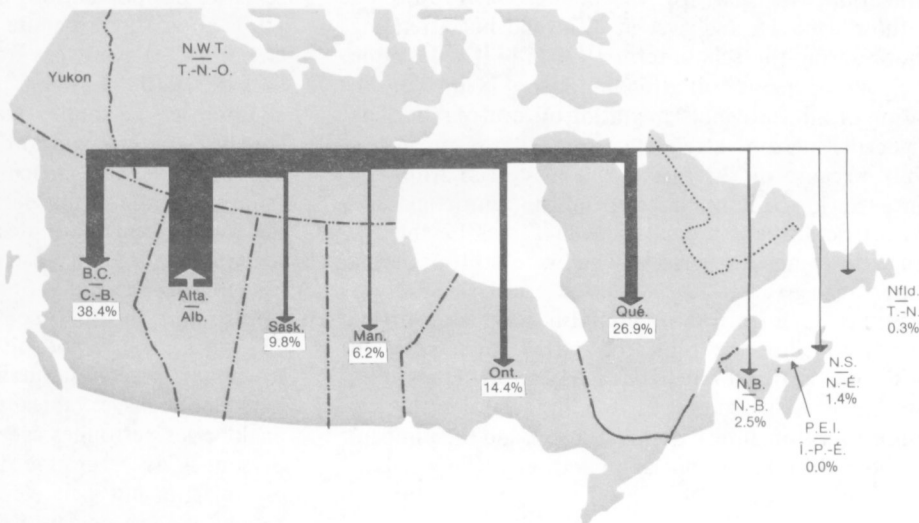 N.W.T.
T.-N.-O.
Yukon
B.C.
C.-B.
38.4%
Alta.
Alb.
Sask.
9.8%
Man.
6.2%
Ont.
14.4%
Qué.
26.9%
Nfld.
T.-N.
0.3%
N.S.
N.-É.
1.4%
N.B.
N.-B.
2.5%
P.E.I.
Î.-P.-É.
0.0%